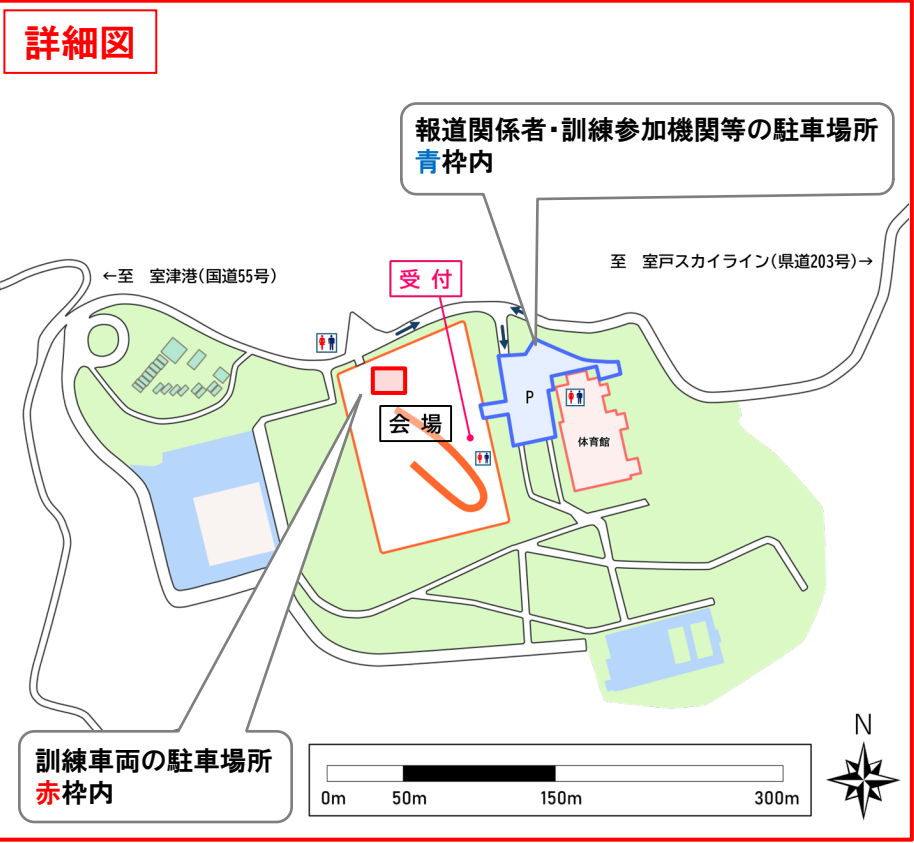 詳細図
報道関係者・訓練参加機関等の駐車場所
青枠内
←至　室津港(国道55号)
至　室戸スカイライン(県道203号)→
受付
P
会場
体育館
訓練車両の駐車場所
赤枠内
N
0m 50m 150m 300m